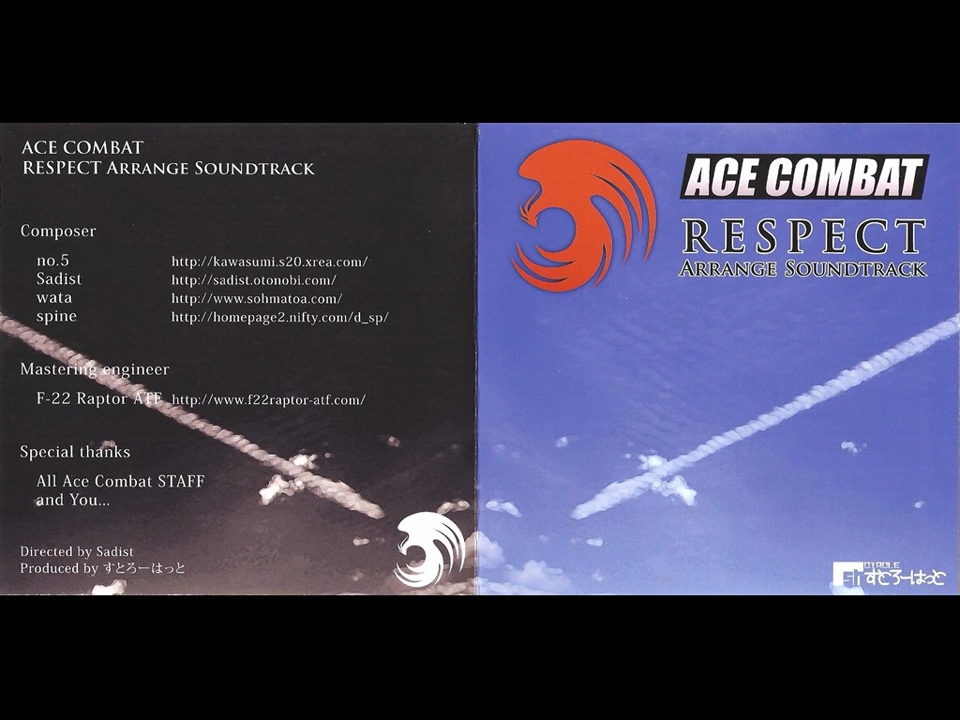 ACE COMBAT
RESPECT ARRANGE SOUNDTRACK
Composer
no.5 http://kawasumi.s20.xrea.com/
Sadist http://sadist.otonobi.com/
wata http://www.sohmatoa.com/
spine http://homepage2.nifty.com/d_sp/
Mastering engineer
F-22 Raptor ATF http://www.f22raptor-atf.com/
Special thanks
All Ace Combat STAFF
and You...
Directed by Sadist
Produced by すとろーはっと
ACE COMBAT
RESPECT
ARRANGE SOUNDTRACK
CIRCLE
sh すとろーはっと